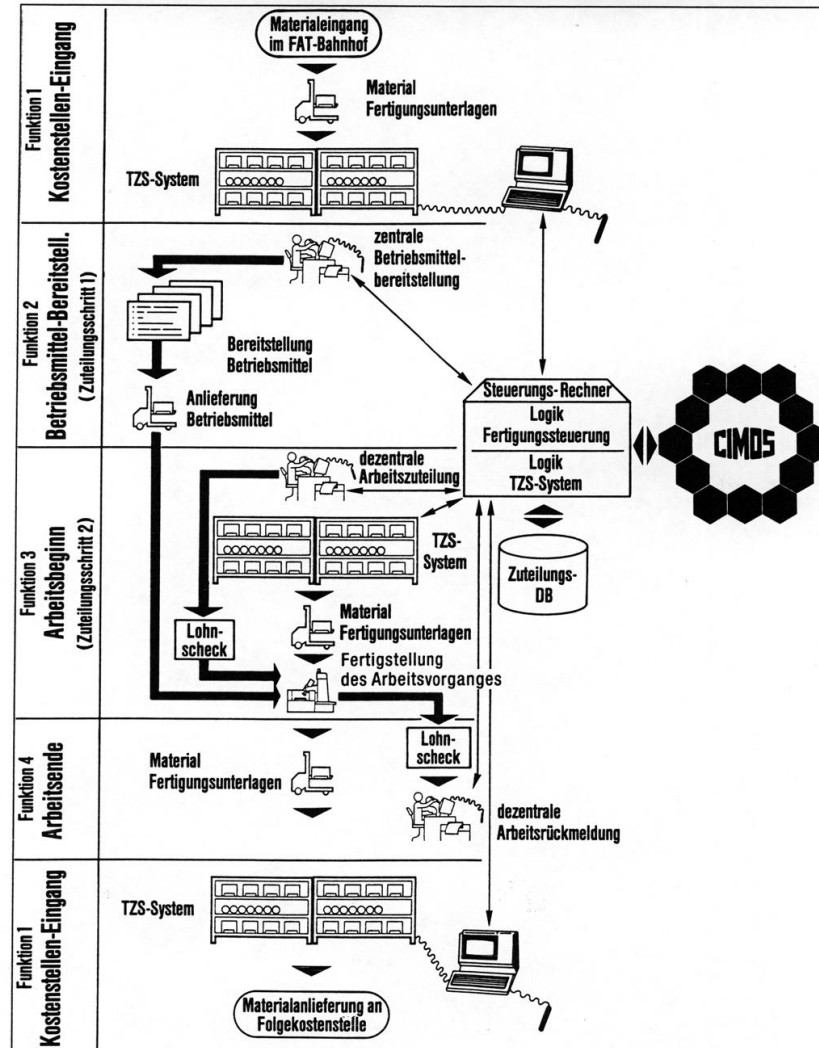 Funktion 1
Kostenstellen-Eingang
Materialeingang
im FAT-Bahnhof
Material
Fertigungsunterlagen
TZS-System
Funktion 2
Betriebsmittel-Bereitstell.
(Zuteilungsschritt 1)
zentrale
Betriebsmittel-
bereitstellung
Bereitstellung
Betriebsmittel
Anlieferung
Betriebsmittel
Steuerungs-Rechner
Logik
Fertigungssteuerung
Logik
TZS-System
CIMOS
Zuteilungs-
DB
Funktion 3
Arbeitsbeginn
(Zuteilungsschritt 2)
dezentrale
Arbeitszuteilung
TZS-
System
Lohn-
scheck
Material
Fertigungsunterlagen
Fertigstellung
des Arbeitsvorganges
Funktion 4
Arbeitsende
Material
Fertigungsunterlagen
Lohn-
scheck
dezentrale
Arbeitsrückmeldung
Funktion 1
Kostenstellen-Eingang
TZS-System
Materialanlieferung an
Folgekostenstelle